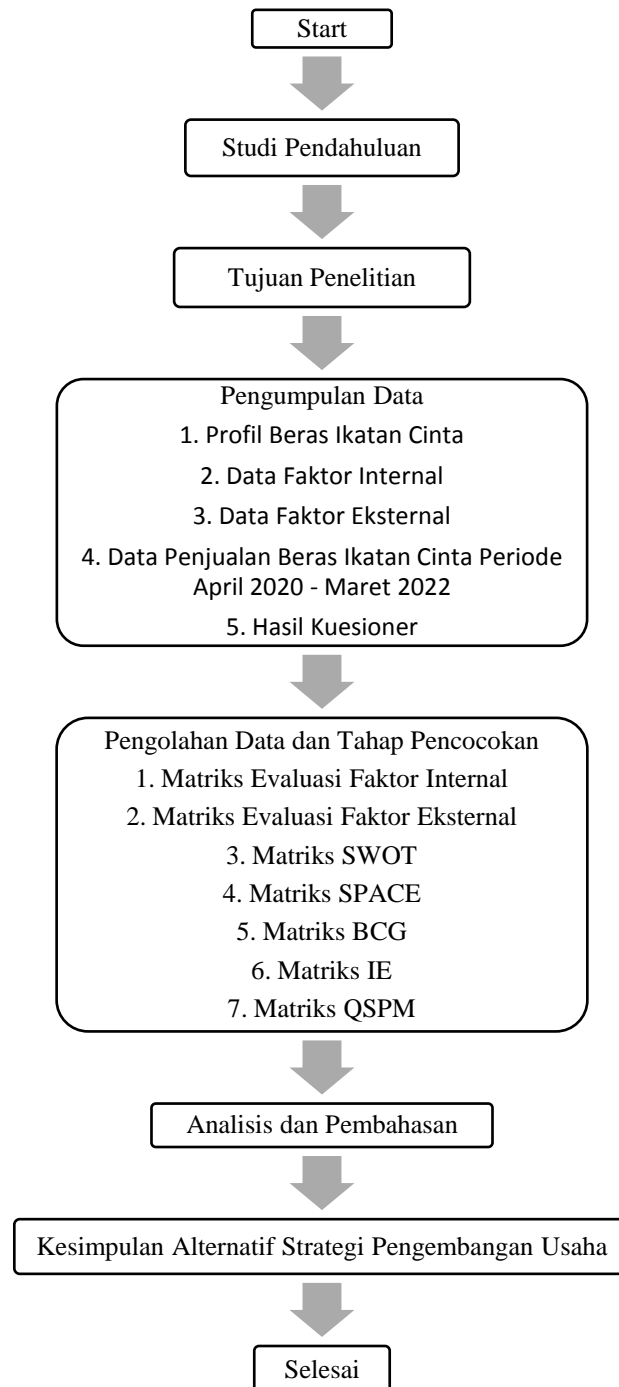 Start
Studi Pendahuluan
Tujuan Penelitian
Pengumpulan Data
1. Profil Beras Ikatan Cinta
2. Data Faktor Internal
3. Data Faktor Eksternal
4. Data Penjualan Beras Ikatan Cinta Periode
April 2020 - Maret 2022
5. Hasil Kuesioner
Pengolahan Data dan Tahap Pencocokan
1. Matriks Evaluasi Faktor Internal
2. Matriks Evaluasi Faktor Eksternal
3. Matriks SWOT
4. Matriks SPACE
5. Matriks BCG
6. Matriks IE
7. Matriks QSPM
Analisis dan Pembahasan
Kesimpulan Alternatif Strategi Pengembangan Usaha
Selesai